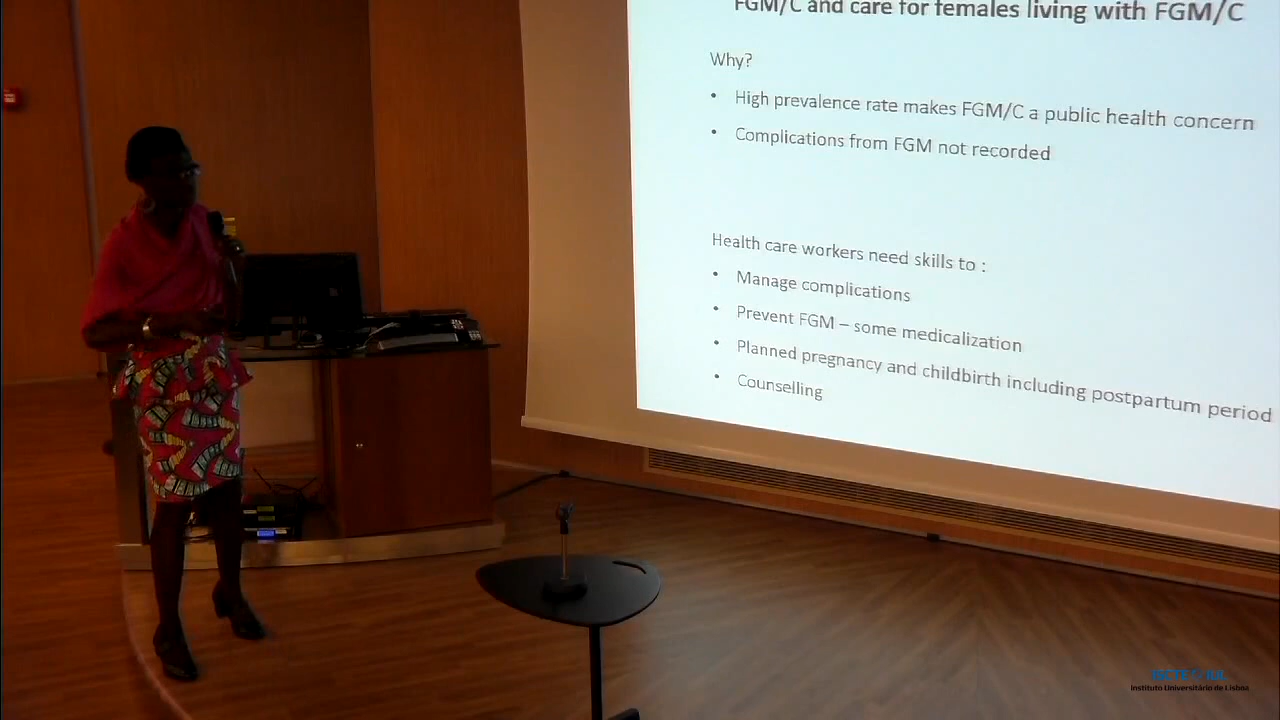 FGM/C and care for females living with FGM/C
Why?
• High prevalence rate makes FGM/C a public health concern
• Complications from FGM not recorded
Health care workers need skills to :
• Manage complications
• Prevent FGM – some medicalization
• Planned pregnancy and childbirth including postpartum period
• Counselling
ISCTE IUL
Instituto Universitário de Lisboa